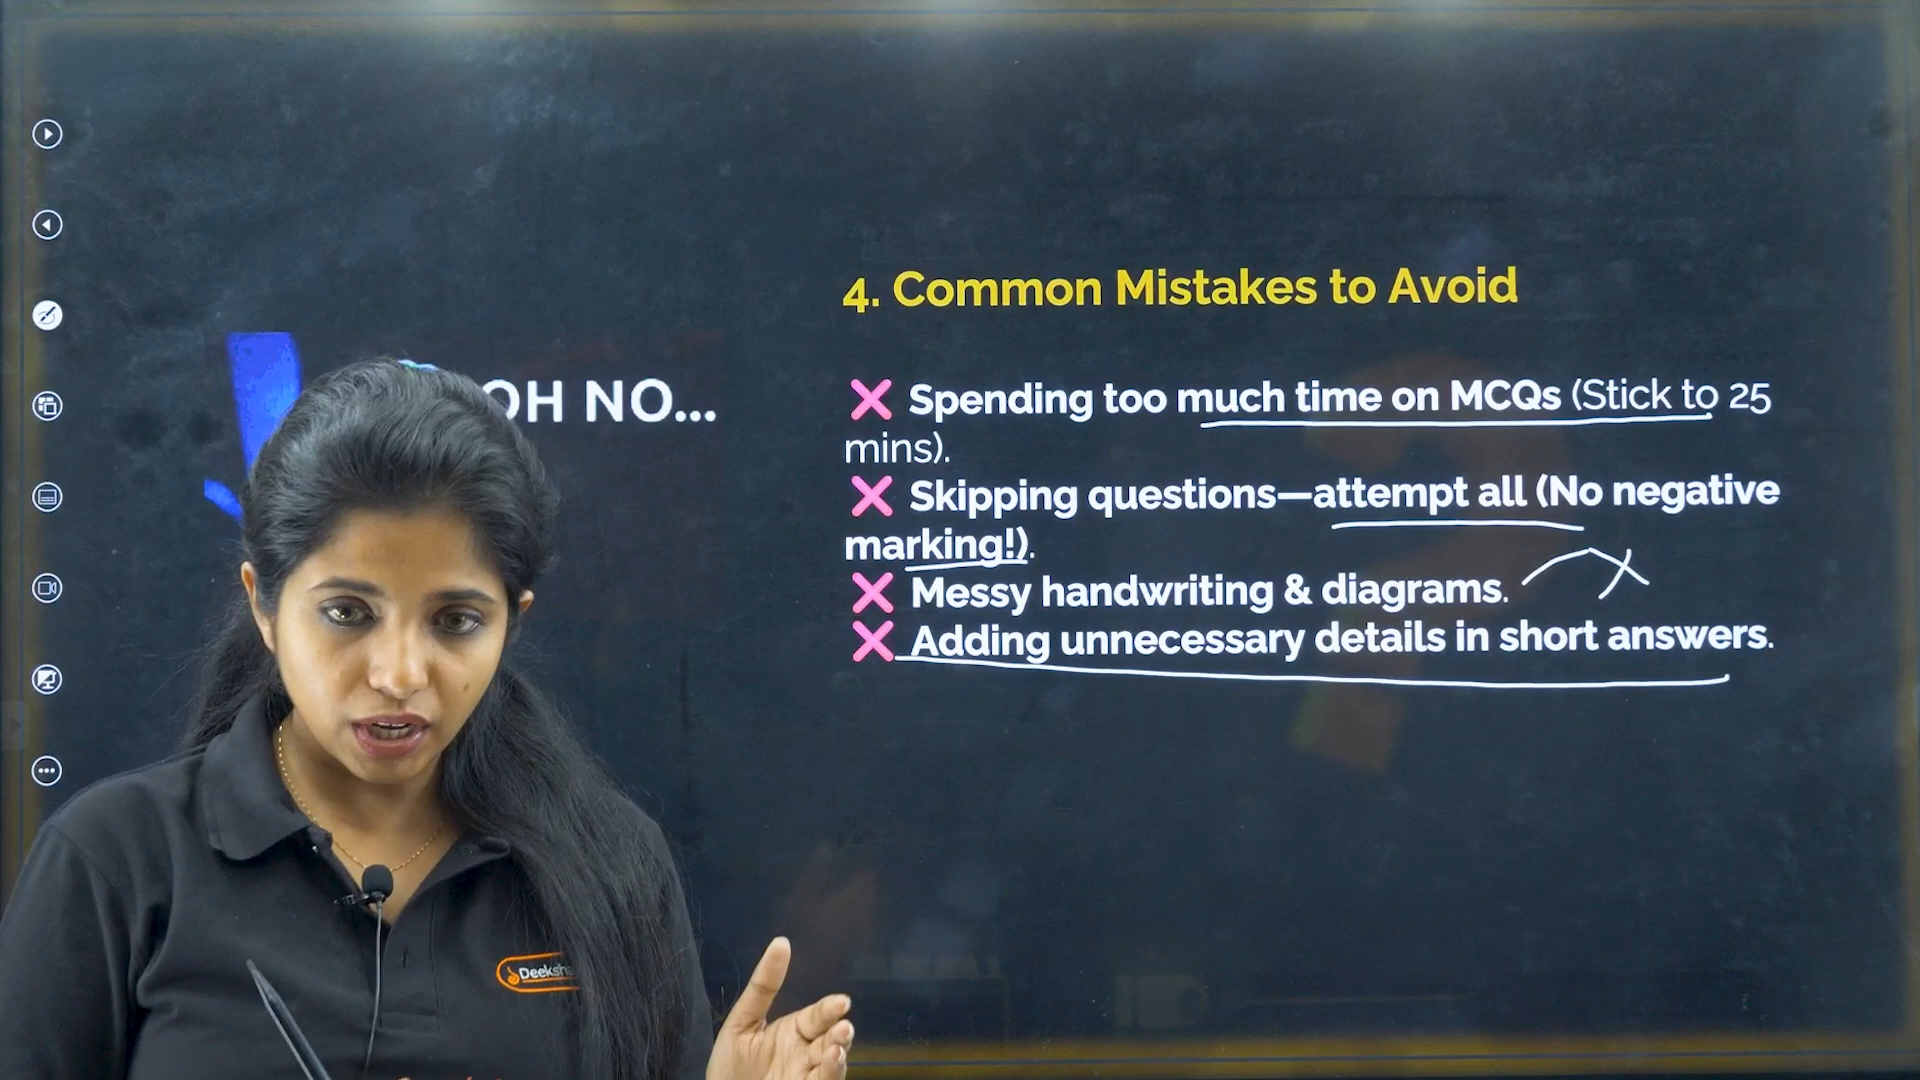 4. Common Mistakes to Avoid
OH NO...
❌ Spending too much time on MCQs (Stick to 25
mins).
❌ Skipping questions—attempt all (No negative
marking!).
❌ Messy handwriting & diagrams.
❌ Adding unnecessary details in short answers.